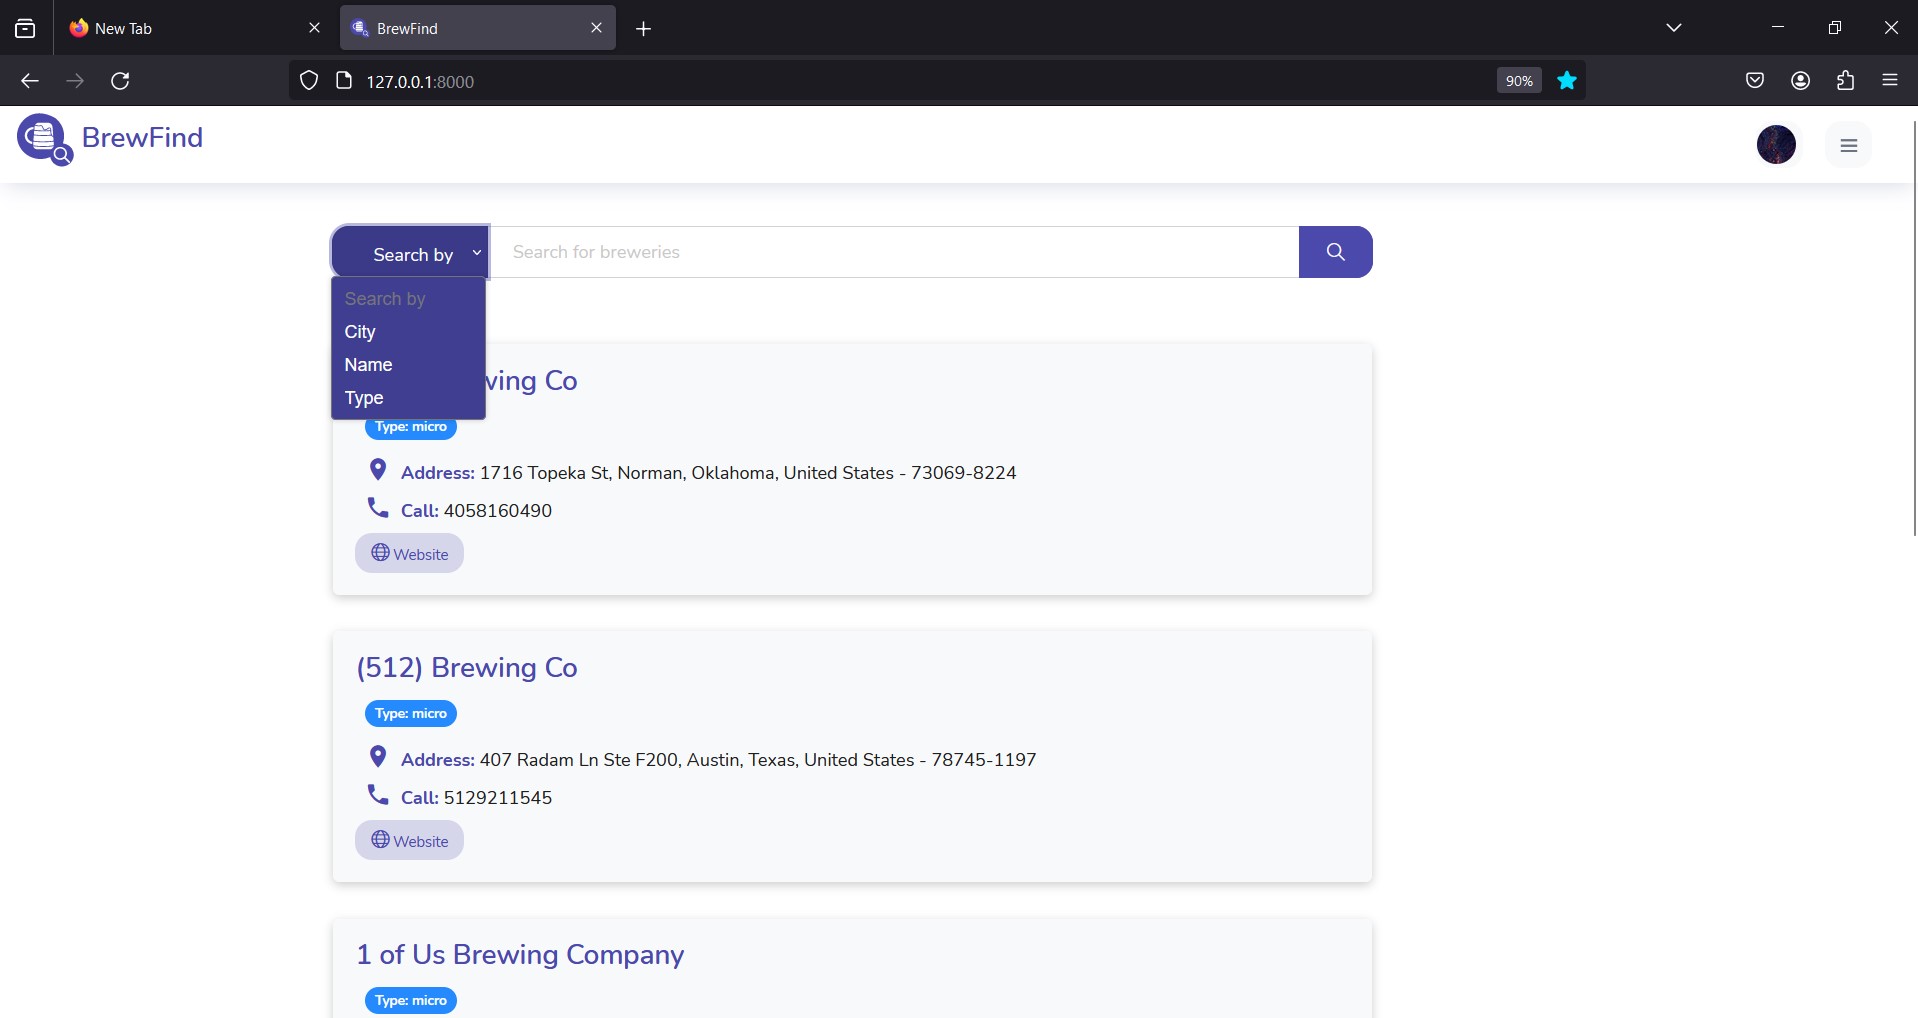 New Tab
BrewFind
127.0.0.1:8000
90%
BrewFind
Search by
Search for breweries
Search by
City
Name
Type
ving Co
Type: micro
Address: 1716 Topeka St, Norman, Oklahoma, United States - 73069-8224
Call: 4058160490
Website
(512) Brewing Co
Type: micro
Address: 407 Radam Ln Ste F200, Austin, Texas, United States - 78745-1197
Call: 5129211545
Website
1 of Us Brewing Company
Type: micro